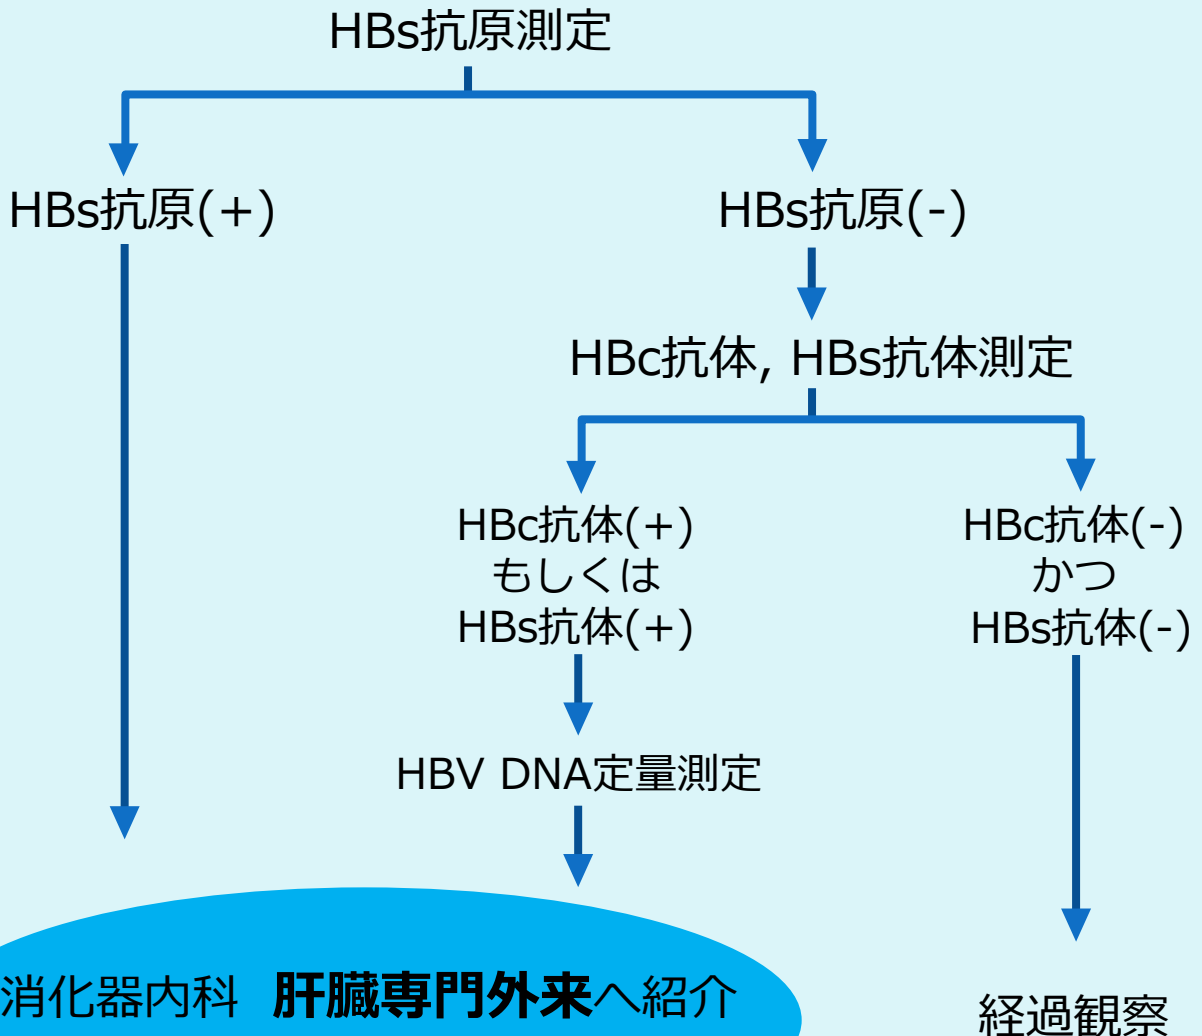 HBs抗原測定
HBs抗原(+)
HBs抗原(-)
HBc抗体, HBs抗体測定
HBc抗体(+)
もしくは
HBs抗体(+)
HBc抗体(-)
かつ
HBs抗体(-)
HBV DNA定量測定
消化器内科 肝臓専門外来へ紹介
経過観察